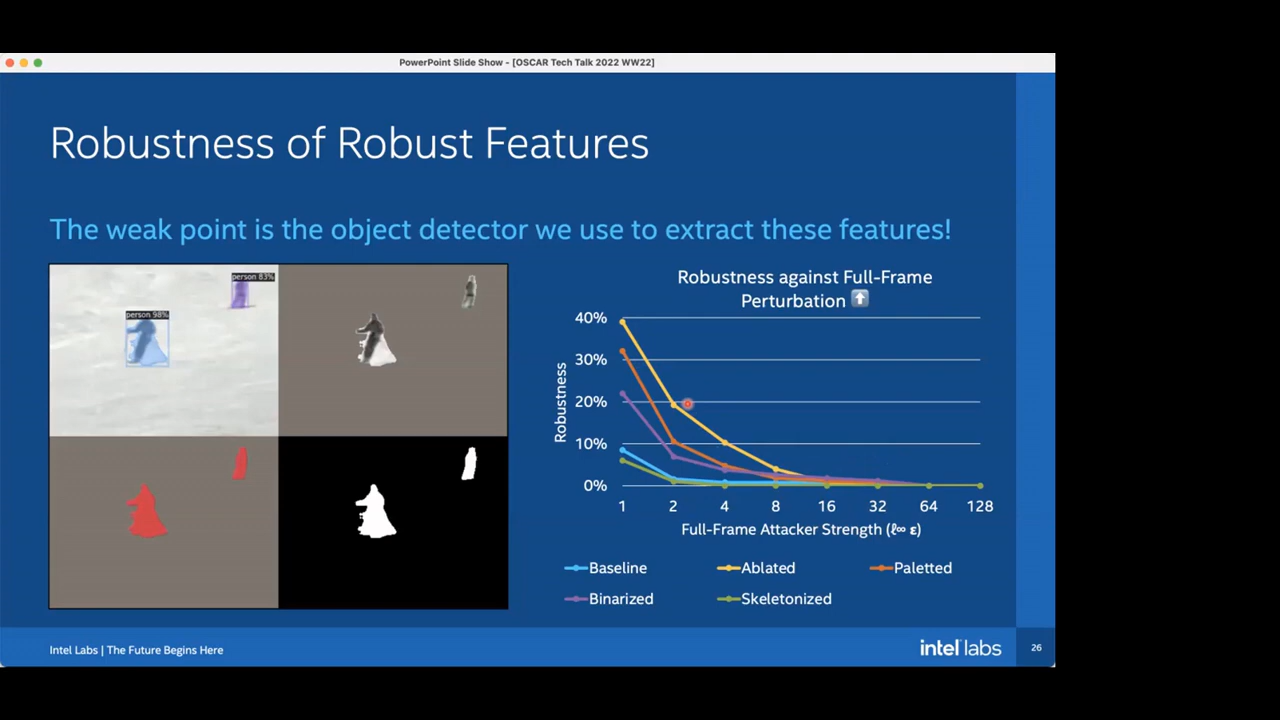 PowerPoint Slide Show - [OSCAR Tech Talk 2022 WW22]
Robustness of Robust Features
The weak point is the object detector we use to extract these features!
person 83%
person 98%
Robustness against Full-Frame
Perturbation ⬆
40%
30%
20%
10%
0%
Robustness
1 2 4 8 16 32 64 128
Full-Frame Attacker Strength (ℓ∞ ε)
Baseline Ablated Paletted
Binarized Skeletonized
Intel Labs | The Future Begins Here
intel labs
26